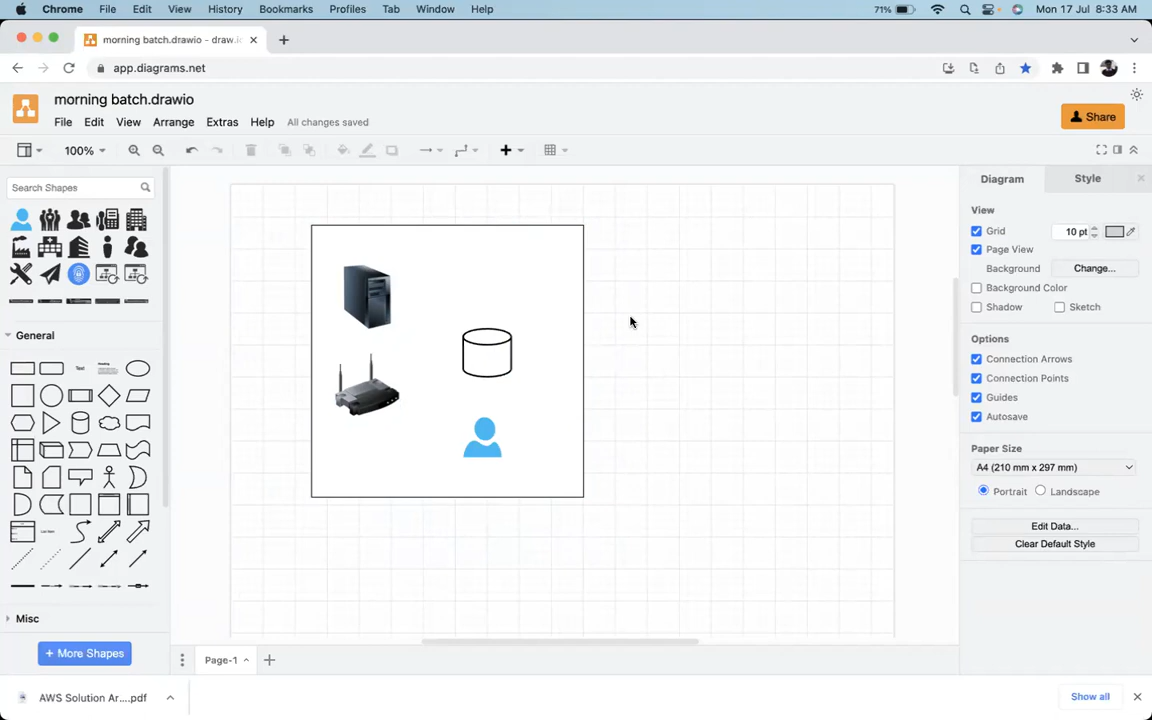 Chrome File Edit View History Bookmarks Profiles Tab Window Help 71% Mon 17 Jul 8:33 AM
morning batch.drawio - draw.i
app.diagrams.net
morning batch.drawio
File Edit View Arrange Extras Help All changes saved
Share
100%
Search Shapes
General
Text
Heading
List Item
Misc
+ More Shapes
Diagram Style
View
Grid 10 pt
Page View
Background Change...
Background Color
Shadow Sketch
Options
Connection Arrows
Connection Points
Guides
Autosave
Paper Size
A4 (210 mm x 297 mm)
Portrait Landscape
Edit Data...
Clear Default Style
Page-1
AWS Solution Ar....pdf
Show all